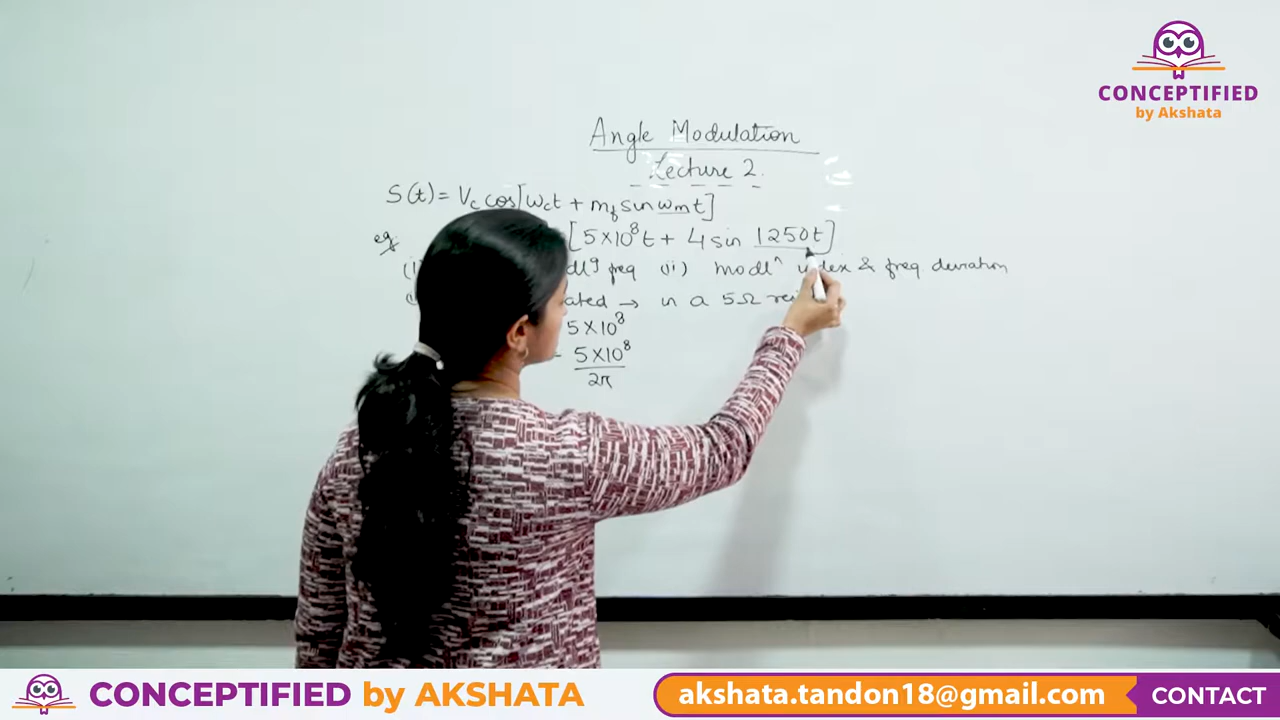 CONCEPTIFIED
by Akshata
Angle Modulation
Lecture 2.
S(t) = Vc cos[ωct + mf sin ωmt]
eg [5×10⁸t + 4 sin 1250t]
freq (ii) modlⁿ index & freq deviation
ated → in a 5Ω
5×10⁸
5×10⁸
2π
CONCEPTIFIED by AKSHATA
akshata.tandon18@gmail.com CONTACT